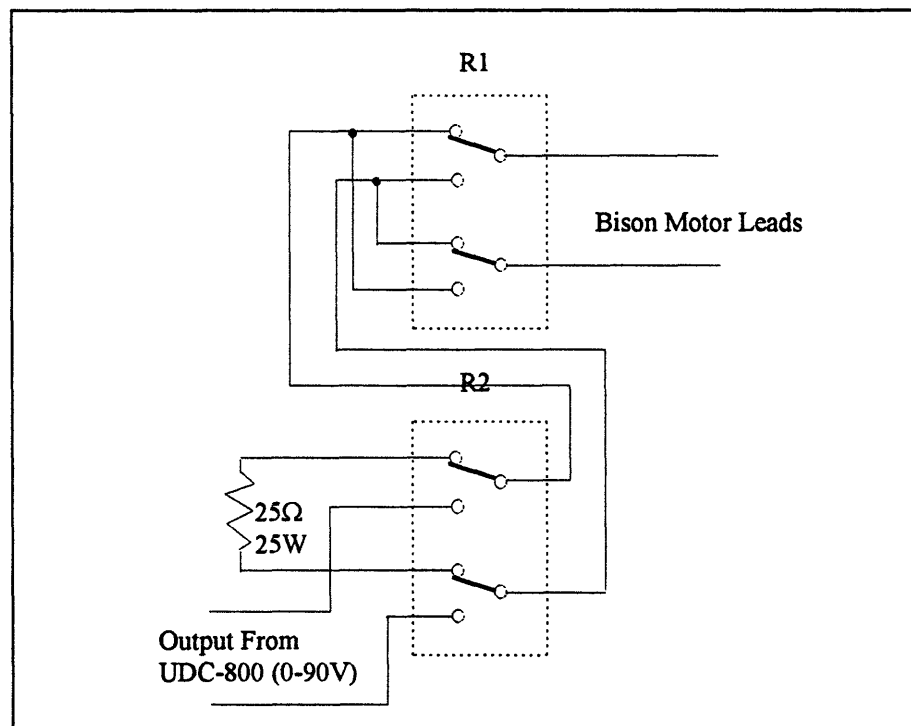 R1
Bison Motor Leads
R2
25Ω
25W
Output From
UDC-800 (0-90V)